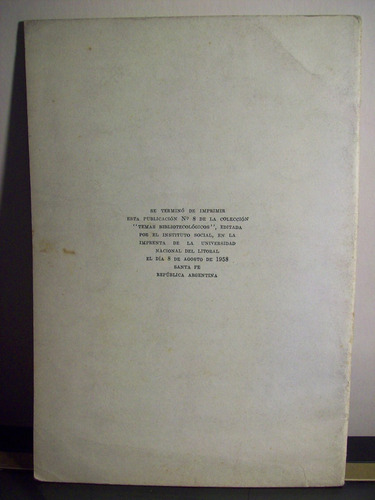 SE TERMINÓ DE IMPRIMIR
ESTA PUBLICACIÓN Nº 8 DE LA COLECCIÓN
"TEMAS BIBLIOTECOLÓGICOS", EDITADA
POR EL INSTITUTO SOCIAL, EN LA
IMPRENTA DE LA UNIVERSIDAD
NACIONAL DEL LITORAL
EL DÍA 8 DE AGOSTO DE 1958
SANTA FE
REPÚBLICA ARGENTINA